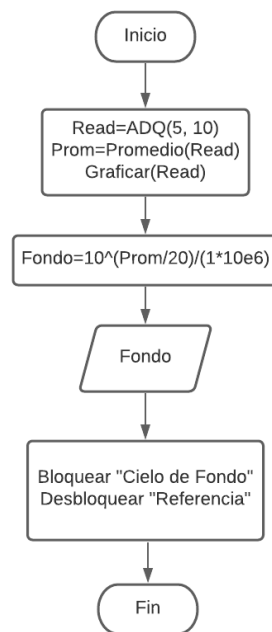 Inicio
Read=ADQ(5, 10)
Prom=Promedio(Read)
Graficar(Read)
Fondo=10^(Prom/20)/(1*10e6)
Fondo
Bloquear "Cielo de Fondo"
Desbloquear "Referencia"
Fin